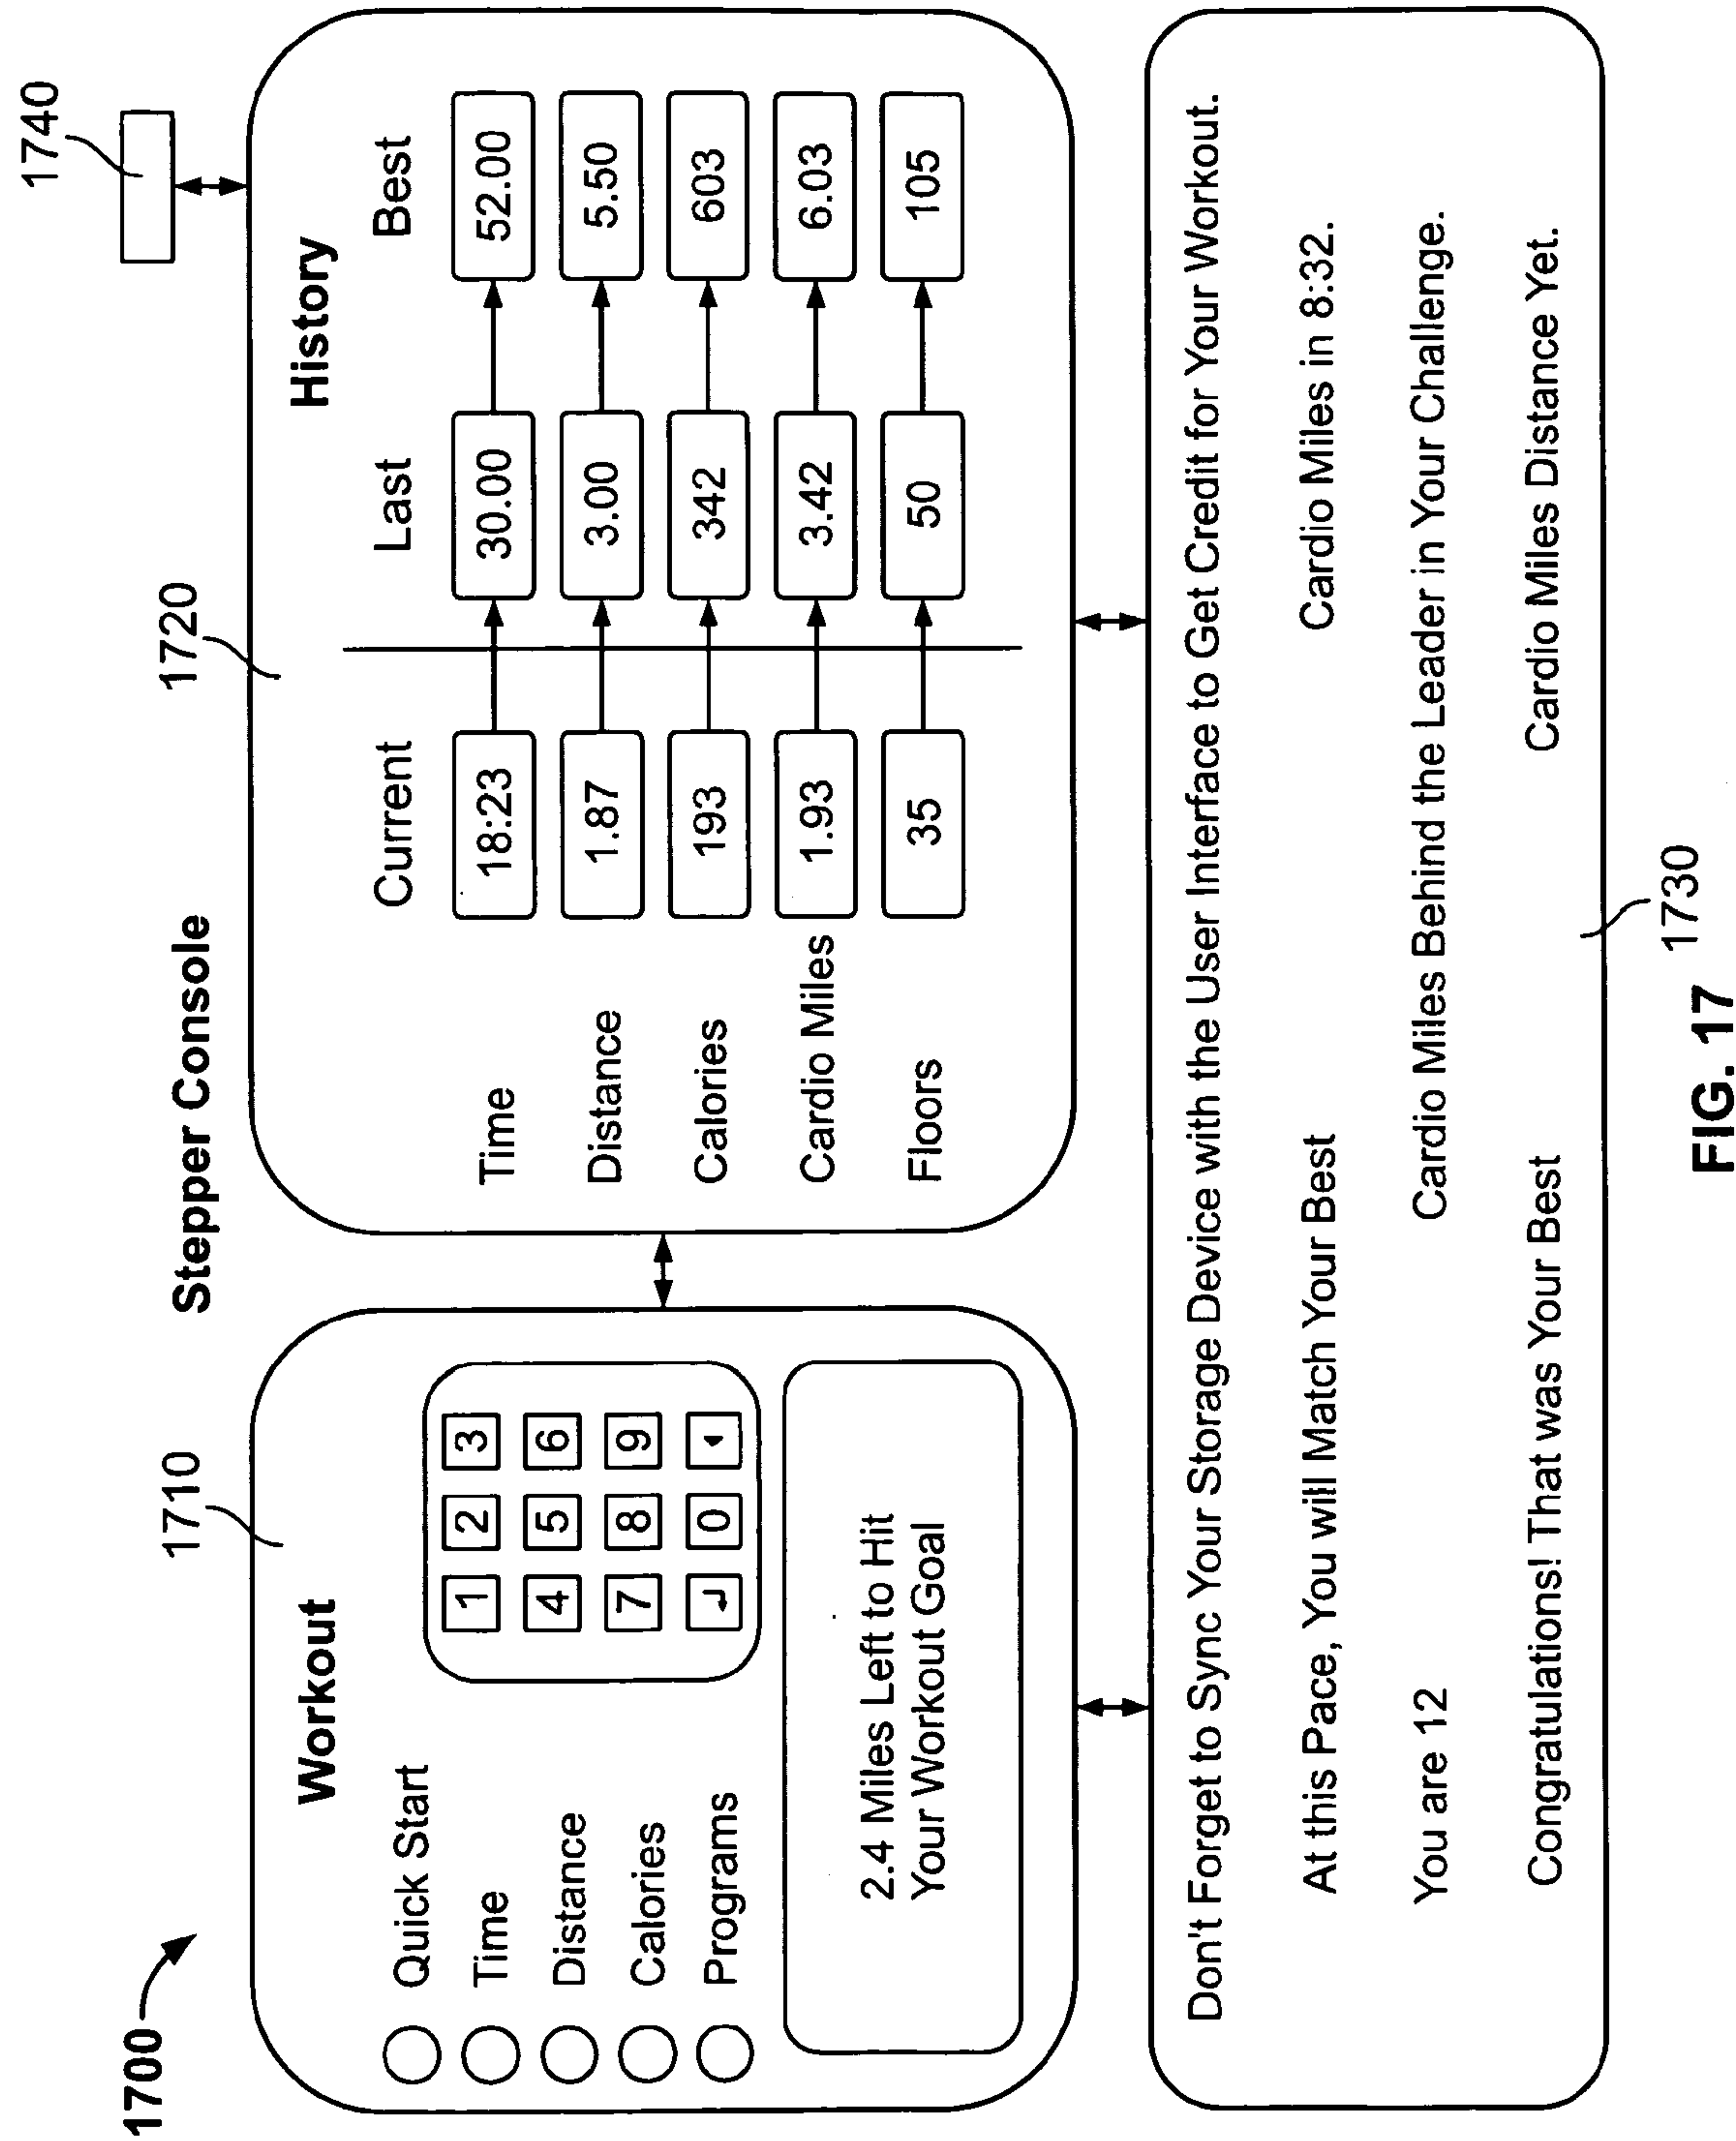 1700
Stepper Console
1710
Workout
Quick Start
Time
Distance
Calories
Programs
1 2 3
4 5 6
7 8 9
↵ 0 ◂
2.4 Miles Left to Hit
Your Workout Goal
1720
1740
History
Current Last Best
Time 18:23 30.00 52.00
Distance 1.87 3.00 5.50
Calories 193 342 603
Cardio Miles 1.93 3.42 6.03
Floors 35 50 105
Don't Forget to Sync Your Storage Device with the User Interface to Get Credit for Your Workout.
At this Pace, You will Match Your Best Cardio Miles in 8:32.
You are 12 Cardio Miles Behind the Leader in Your Challenge.
Congratulations! That was Your Best Cardio Miles Distance Yet.
1730
FIG. 17